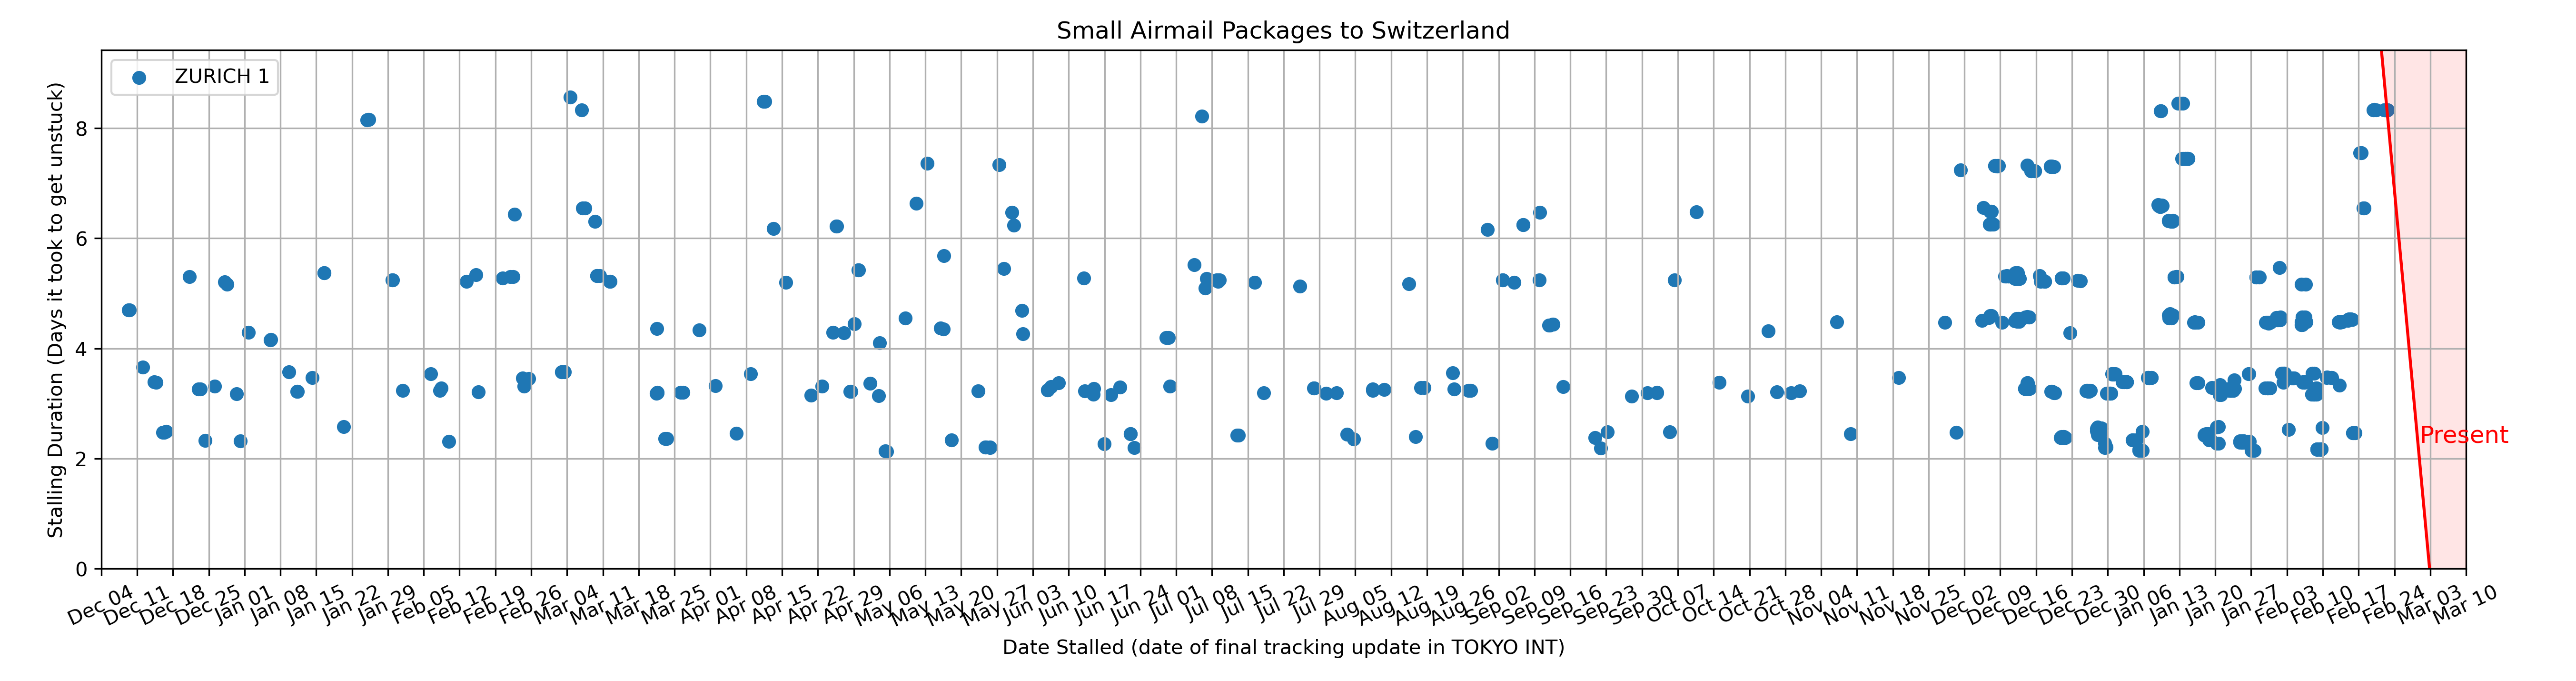 Small Airmail Packages to Switzerland
ZURICH 1
Stalling Duration (Days it took to get unstuck)
8
6
4
2
0
Present
Dec 04 Dec 11 Dec 18 Dec 25 Jan 01 Jan 08 Jan 15 Jan 22 Jan 29 Feb 05 Feb 12 Feb 19 Feb 26 Mar 04 Mar 11 Mar 18 Mar 25 Apr 01 Apr 08 Apr 15 Apr 22 Apr 29 May 06 May 13 May 20 May 27 Jun 03 Jun 10 Jun 17 Jun 24 Jul 01 Jul 08 Jul 15 Jul 22 Jul 29 Aug 05 Aug 12 Aug 19 Aug 26 Sep 02 Sep 09 Sep 16 Sep 23 Sep 30 Oct 07 Oct 14 Oct 21 Oct 28 Nov 04 Nov 11 Nov 18 Nov 25 Dec 02 Dec 09 Dec 16 Dec 23 Dec 30 Jan 06 Jan 13 Jan 20 Jan 27 Feb 03 Feb 10 Feb 17 Feb 24 Mar 03 Mar 10
Date Stalled (date of final tracking update in TOKYO INT)